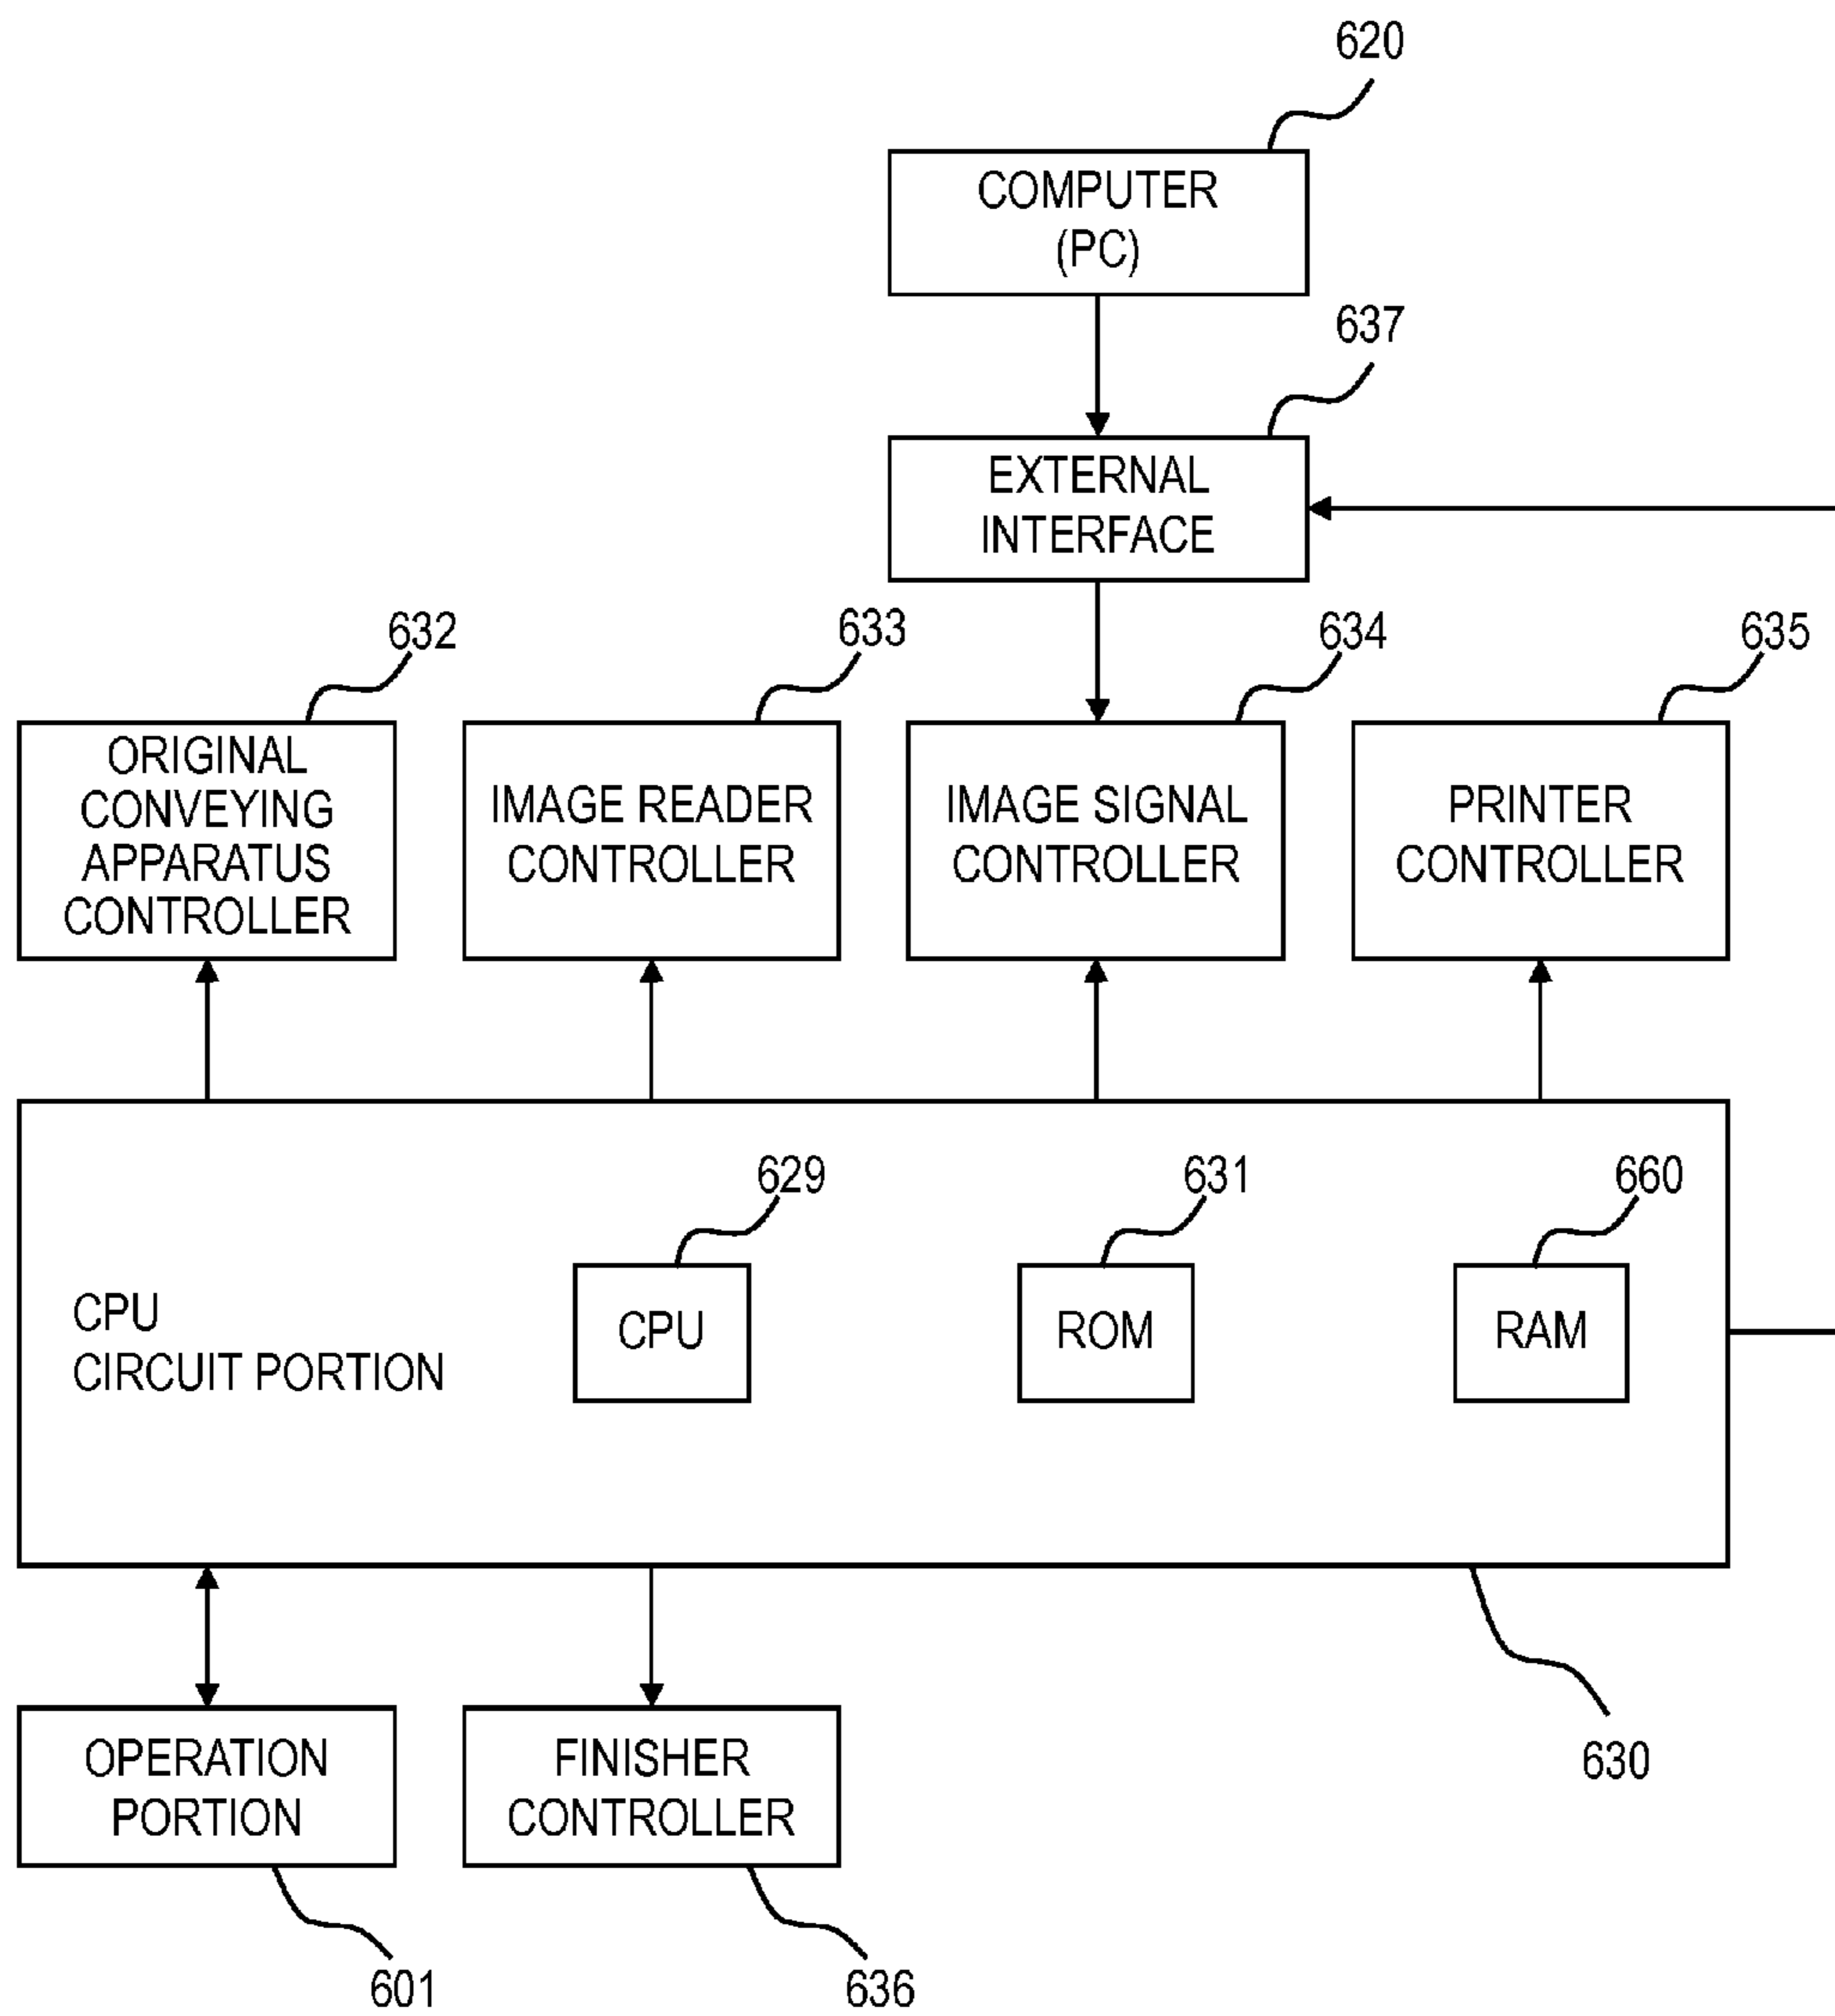 620
COMPUTER
(PC)
637
EXTERNAL
INTERFACE
632
633
634
635
ORIGINAL
CONVEYING
APPARATUS
CONTROLLER
IMAGE READER
CONTROLLER
IMAGE SIGNAL
CONTROLLER
PRINTER
CONTROLLER
629
631
660
CPU
CIRCUIT PORTION
CPU
ROM
RAM
OPERATION
PORTION
FINISHER
CONTROLLER
630
601
636